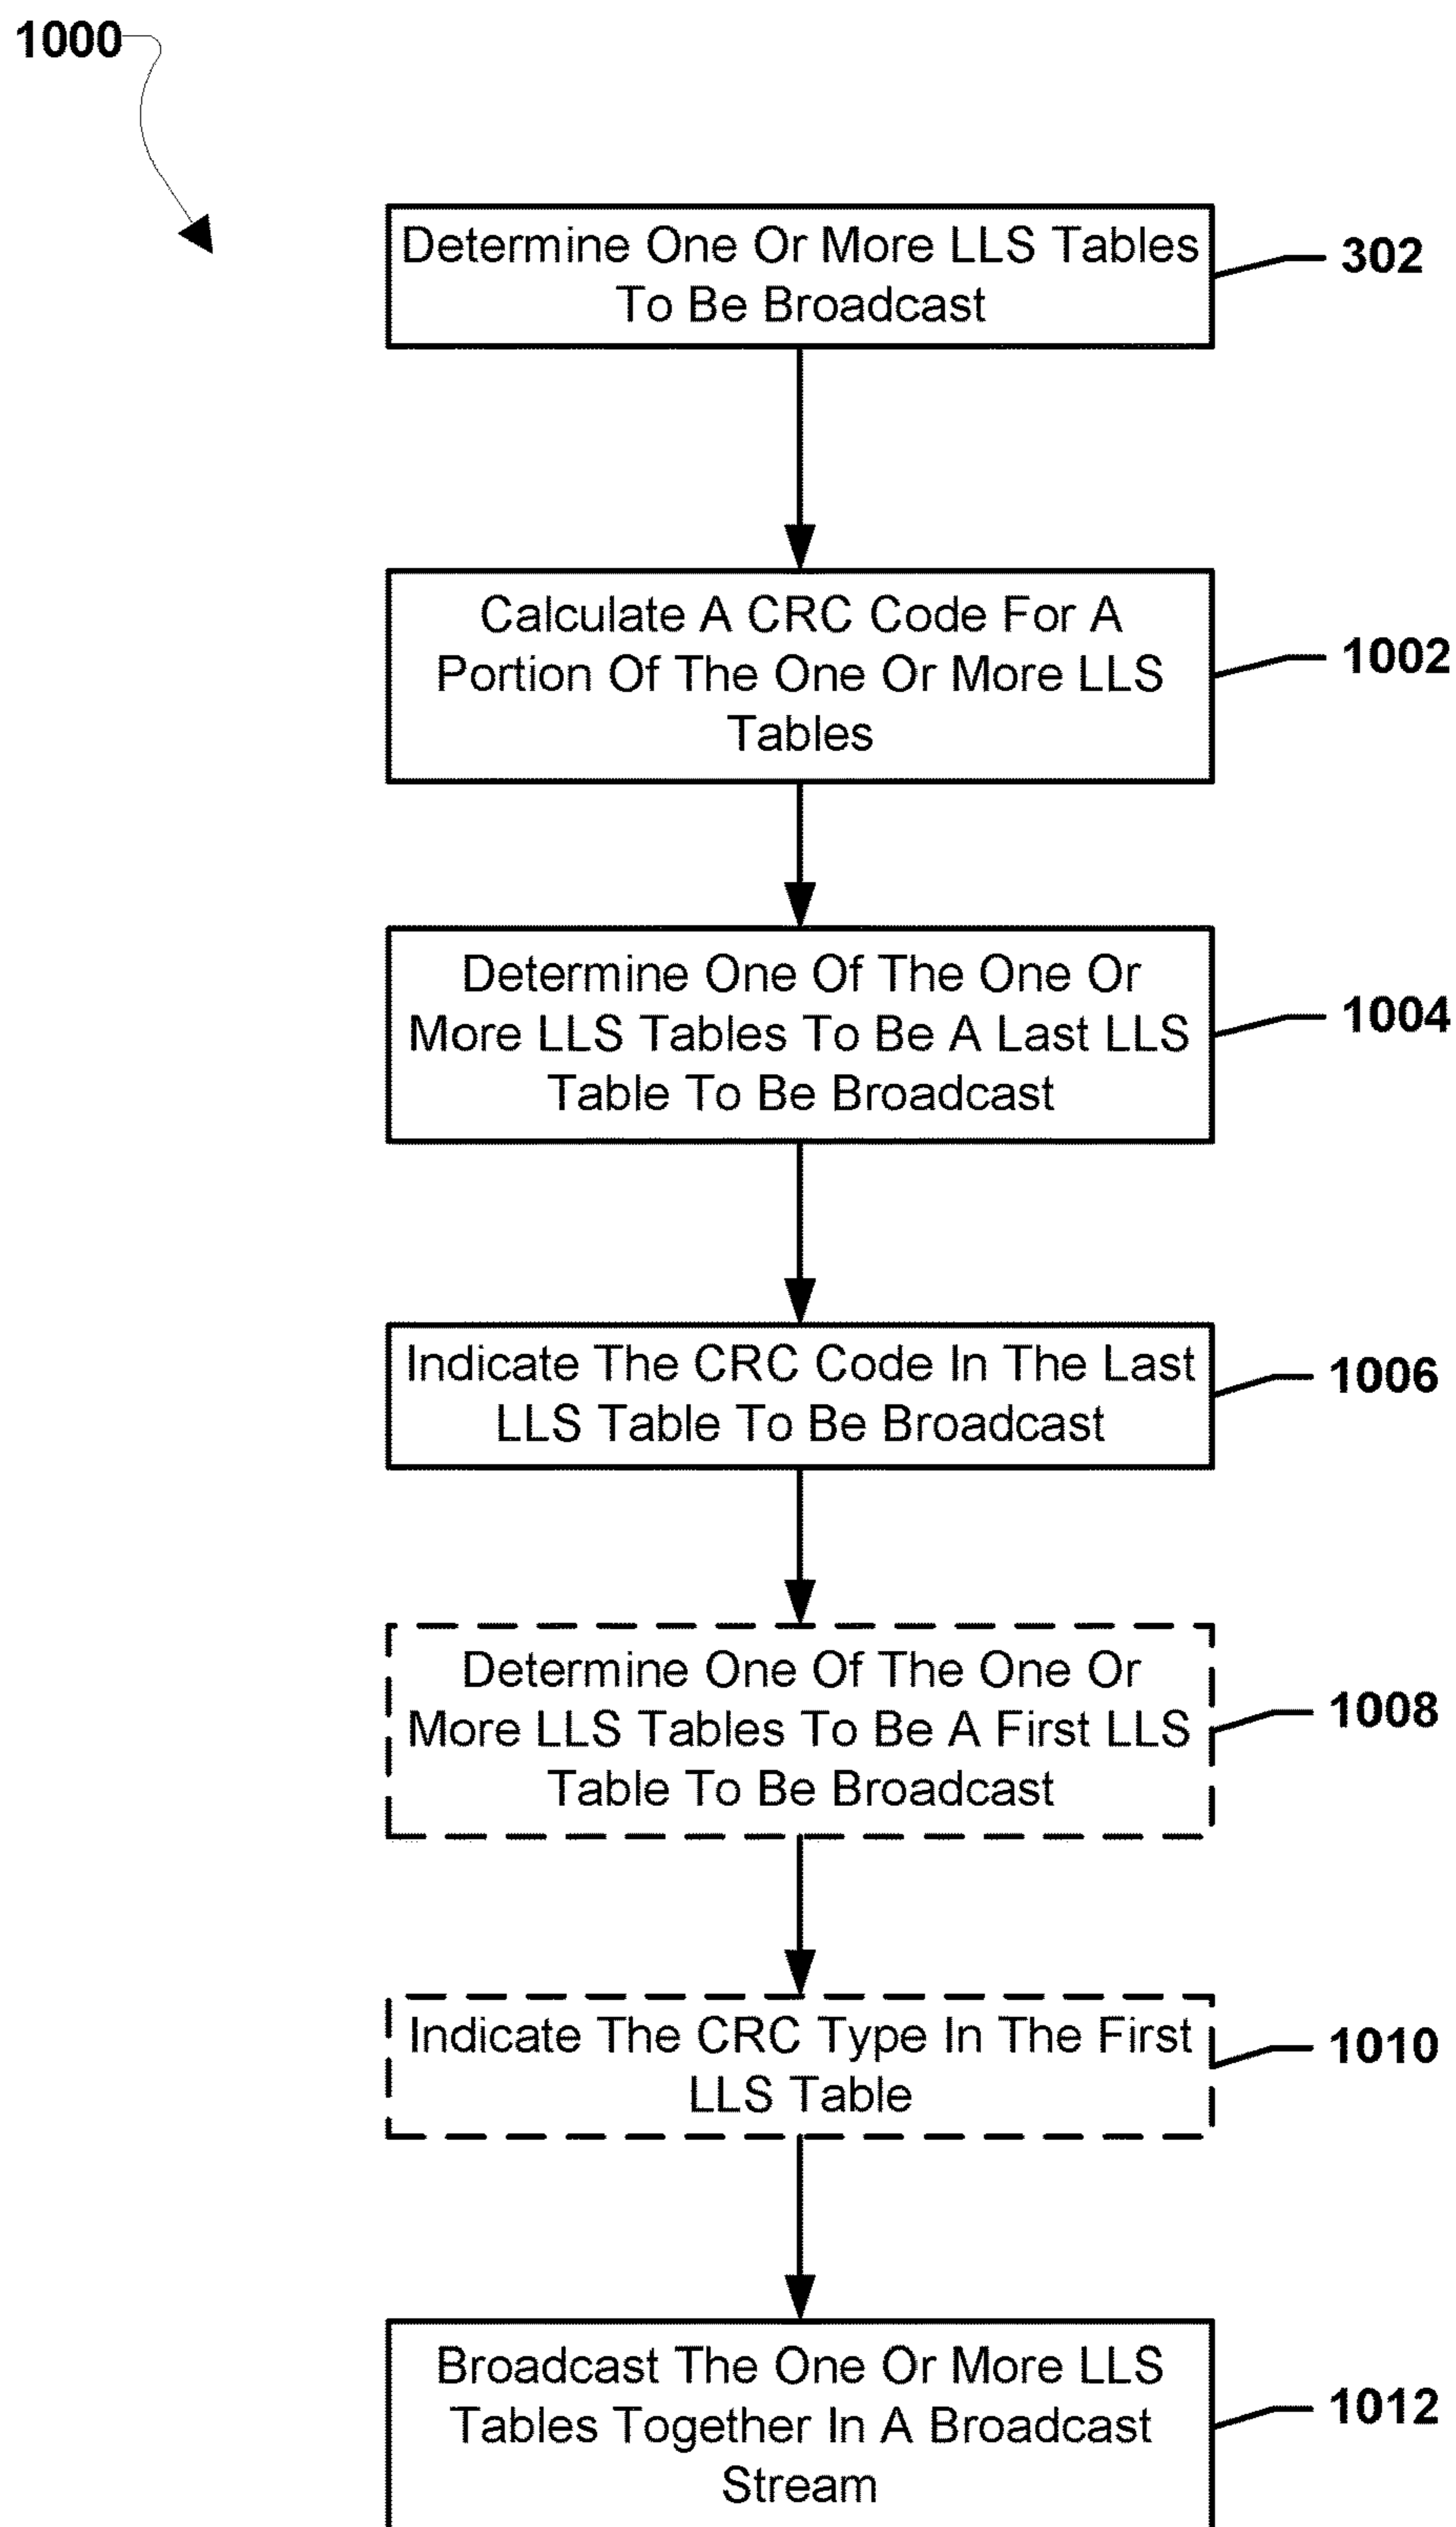 1000
Determine One Or More LLS Tables
To Be Broadcast
302
Calculate A CRC Code For A
Portion Of The One Or More LLS
Tables
1002
Determine One Of The One Or
More LLS Tables To Be A Last LLS
Table To Be Broadcast
1004
Indicate The CRC Code In The Last
LLS Table To Be Broadcast
1006
Determine One Of The One Or
More LLS Tables To Be A First LLS
Table To Be Broadcast
1008
Indicate The CRC Type In The First
LLS Table
1010
Broadcast The One Or More LLS
Tables Together In A Broadcast
Stream
1012